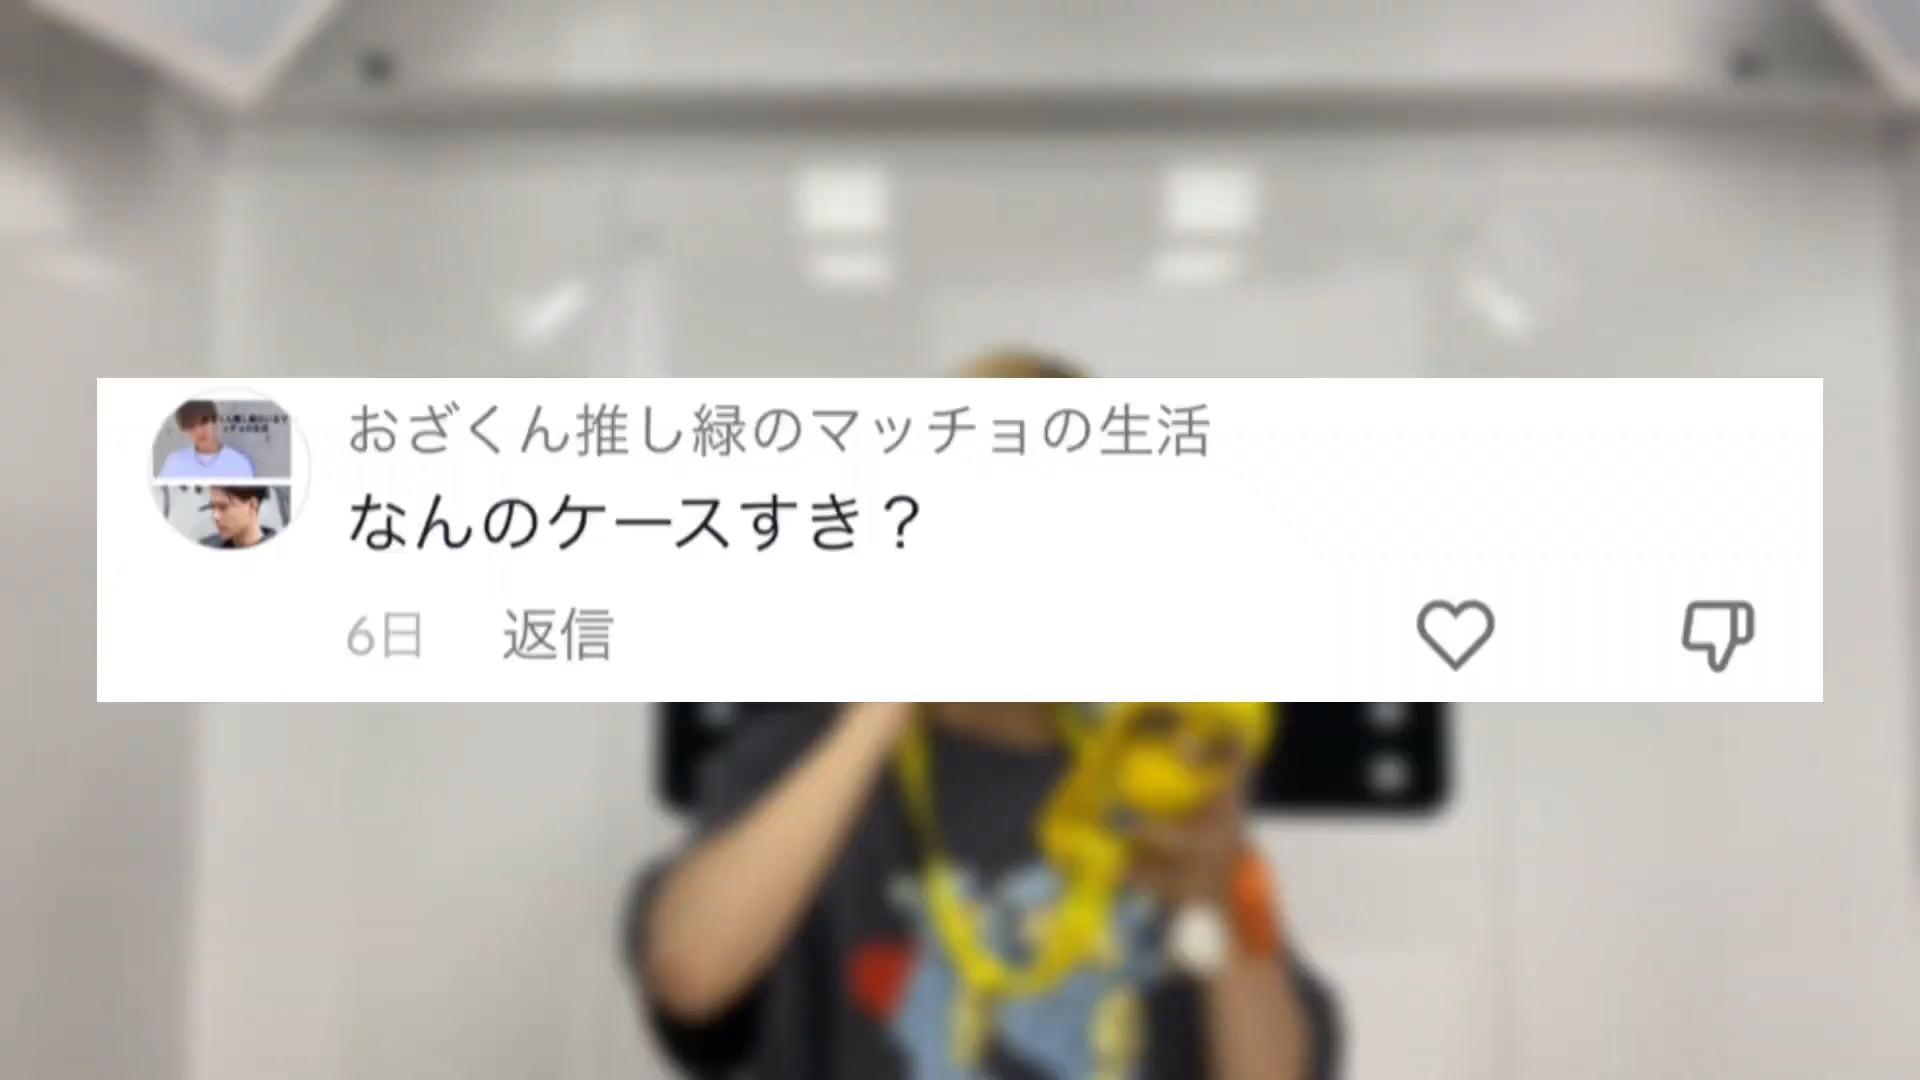 おざくん推し緑のマッチョの生活
なんのケースすき？
6日 返信